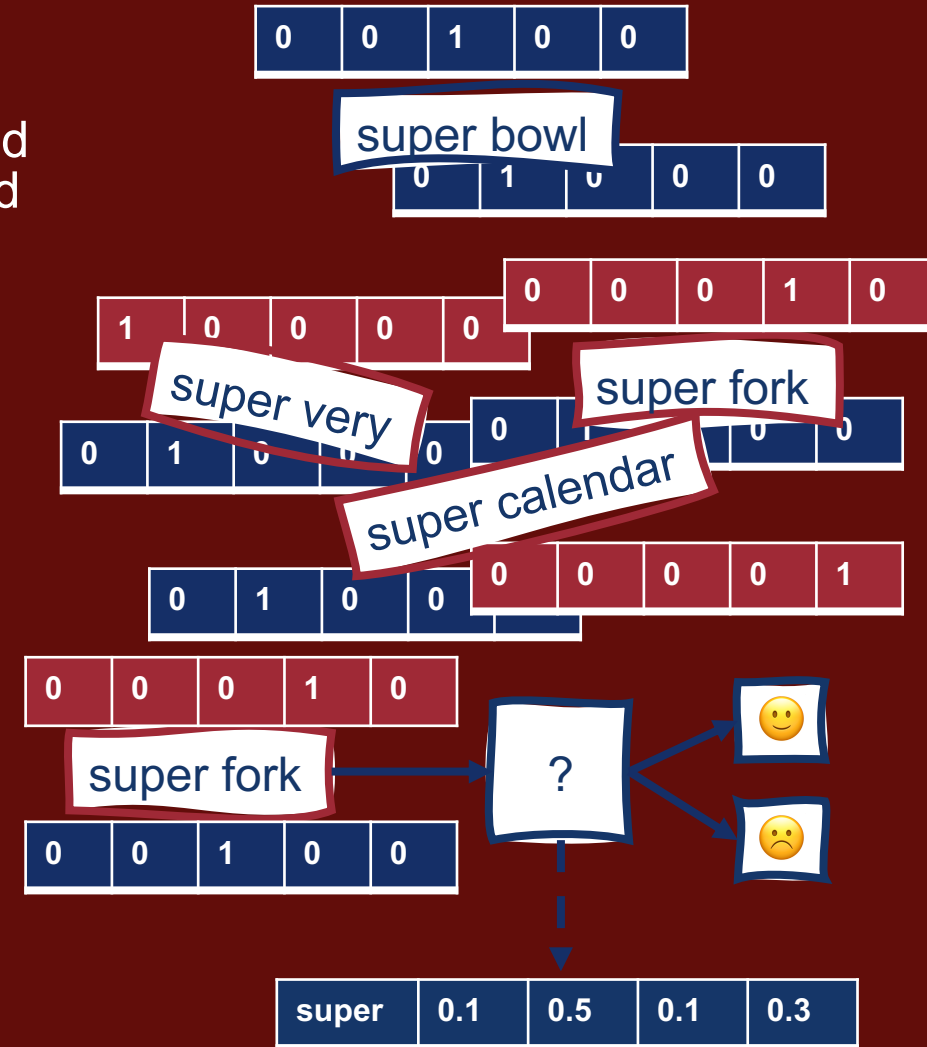 0 0 1 0 0
super bowl
d
d
0 1 0 0 0
0 0 0 1 0
1 0 0 0 0
super very
super fork
0 1 0 0 0
0 0 0
super calendar
0 0 0 0 1
0 1 0 0
0 0 0 1 0
super fork
?
0 0 1 0 0
super 0.1 0.5 0.1 0.3